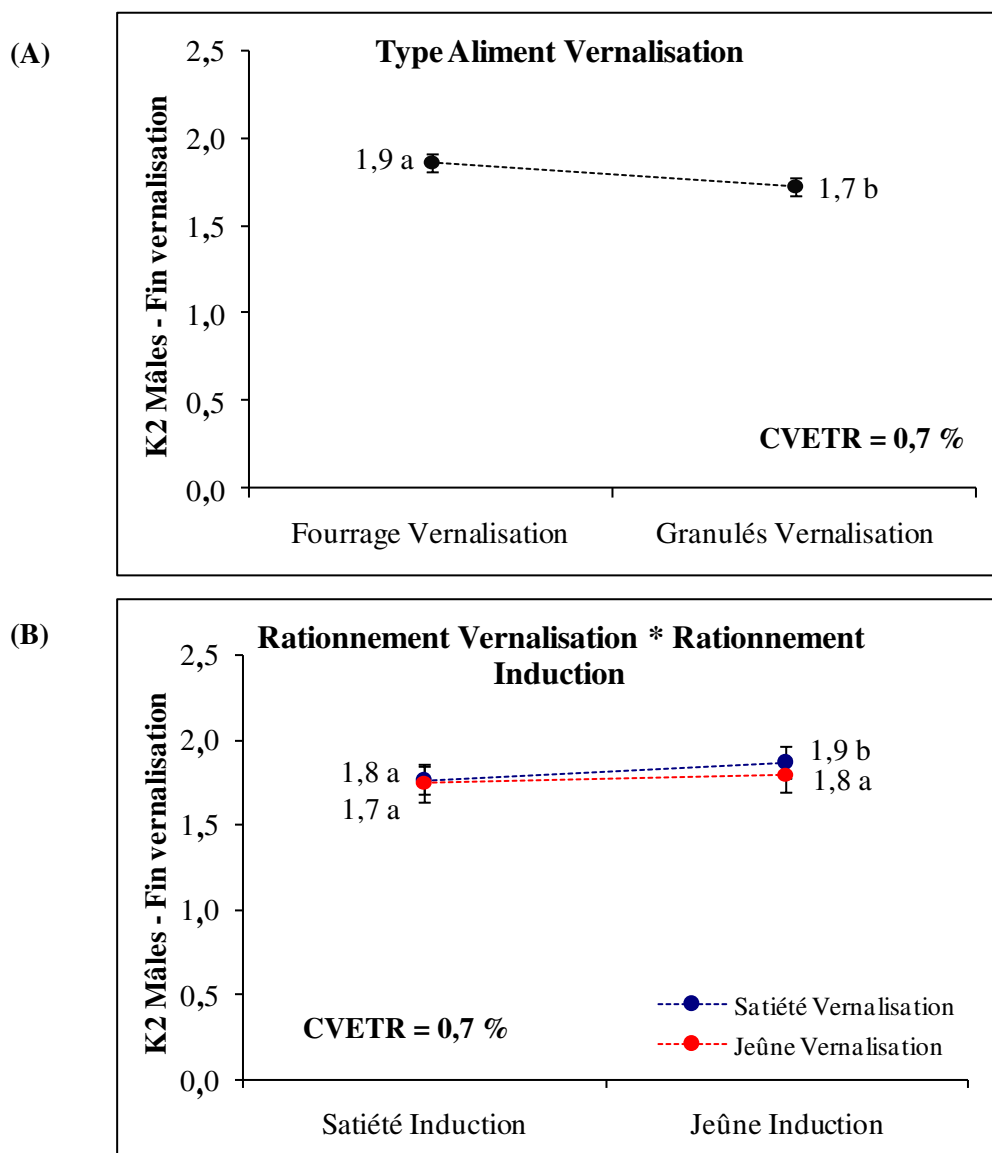 (A)
Type Aliment Vernalisation
K2 Mâles - Fin vernalisation
2,5
2,0
1,5
1,0
0,5
0,0
1,9 a
1,7 b
CVETR = 0,7 %
Fourrage Vernalisation
Granulés Vernalisation
(B)
Rationnement Vernalisation * Rationnement
Induction
K2 Mâles - Fin vernalisation
2,5
2,0
1,5
1,0
0,5
0,0
1,8 a
1,7 a
1,9 b
1,8 a
Satiété Vernalisation
Jeûne Vernalisation
CVETR = 0,7 %
Satiété Induction
Jeûne Induction